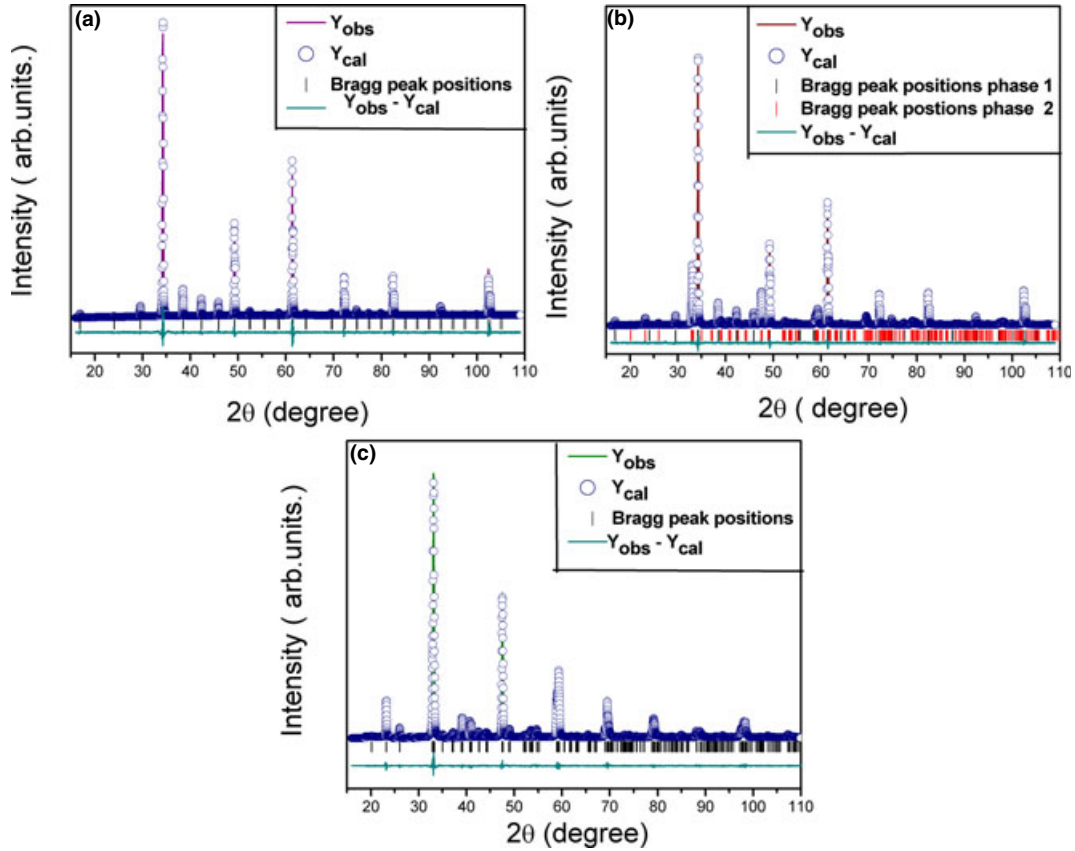 (a)
Yobs
Ycal
Bragg peak positions
Yobs - Ycal
Intensity ( arb.units.)
20 30 40 50 60 70 80 90 100 110
2θ (degree)
(b)
Yobs
Ycal
Bragg peak positions phase 1
Bragg peak postions phase 2
Yobs - Ycal
Intensity ( arb.units)
20 30 40 50 60 70 80 90 100 110
2θ ( degree)
(c)
Yobs
Ycal
Bragg peak positions
Yobs - Ycal
Intensity ( arb.units.)
20 30 40 50 60 70 80 90 100 110
2θ (degree)